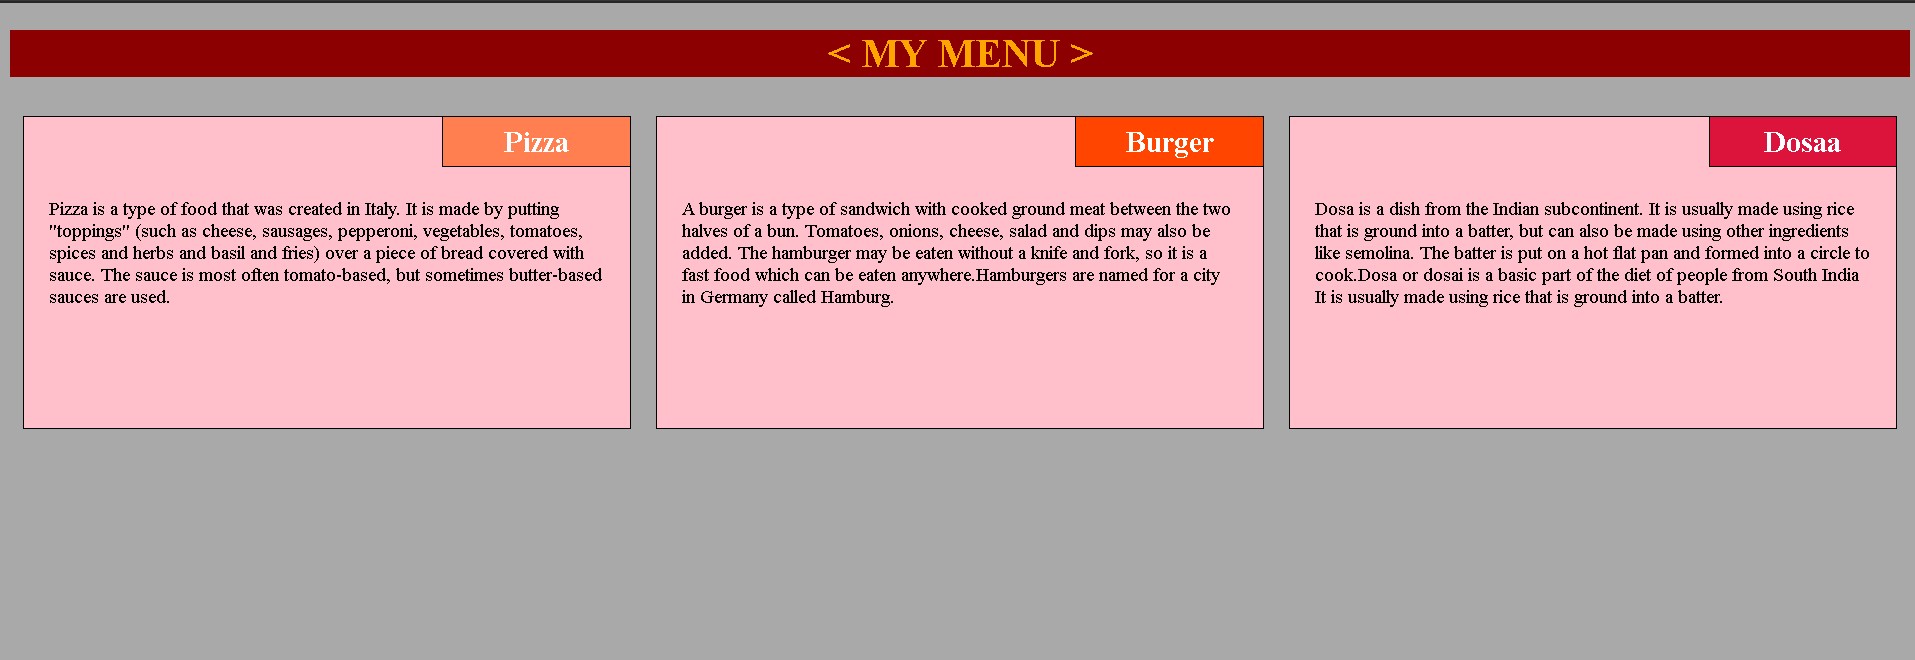 < MY MENU >
Pizza
Pizza is a type of food that was created in Italy. It is made by putting
"toppings" (such as cheese, sausages, pepperoni, vegetables, tomatoes,
spices and herbs and basil and fries) over a piece of bread covered with
sauce. The sauce is most often tomato-based, but sometimes butter-based
sauces are used.
Burger
A burger is a type of sandwich with cooked ground meat between the two
halves of a bun. Tomatoes, onions, cheese, salad and dips may also be
added. The hamburger may be eaten without a knife and fork, so it is a
fast food which can be eaten anywhere.Hamburgers are named for a city
in Germany called Hamburg.
Dosaa
Dosa is a dish from the Indian subcontinent. It is usually made using rice
that is ground into a batter, but can also be made using other ingredients
like semolina. The batter is put on a hot flat pan and formed into a circle to
cook.Dosa or dosai is a basic part of the diet of people from South India
It is usually made using rice that is ground into a batter.